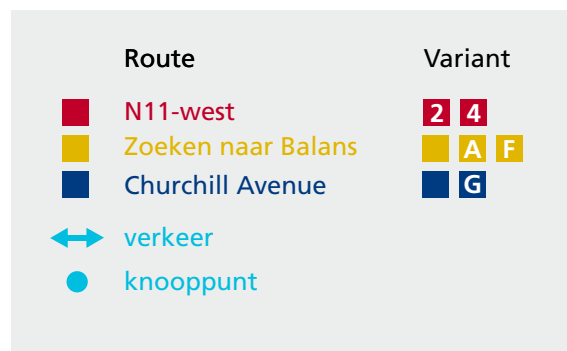 Route Variant
N11-west 2 4
Zoeken naar Balans A F
Churchill Avenue G
verkeer
knooppunt